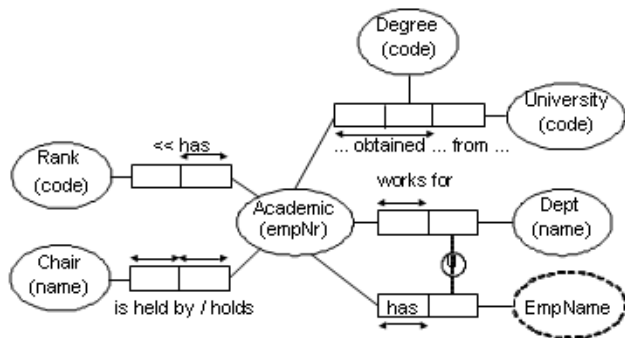 Degree
(code)
University
(code)
... obtained ... from ...
<< has
Rank
(code)
works for
Academic
(empNr)
Dept
(name)
Chair
(name)
is held by / holds
has
EmpName